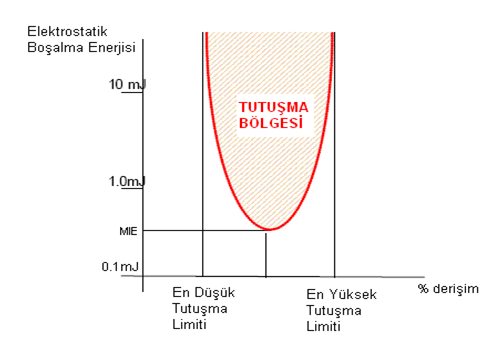 Elektrostatik
Boşalma Enerjisi
10 mJ
TUTUŞMA
BÖLGESİ
1.0mJ
MIE
0.1mJ
% derişim
En Düşük
Tutuşma
Limiti
En Yüksek
Tutuşma
Limiti